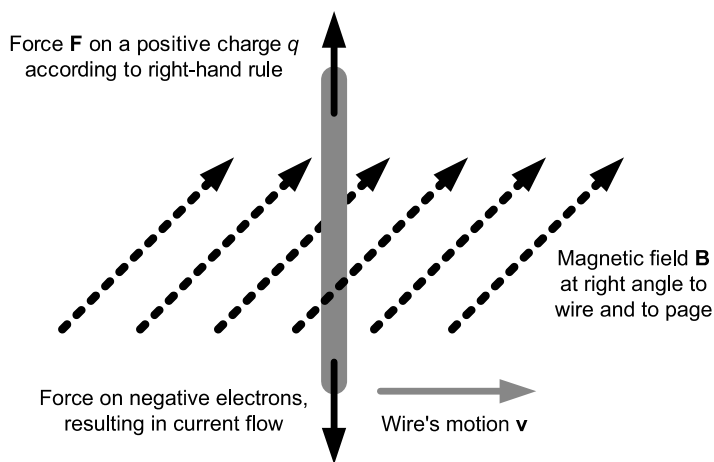 Force F on a positive charge q
according to right-hand rule
Magnetic field B
at right angle to
wire and to page
Force on negative electrons,
resulting in current flow
Wire's motion v